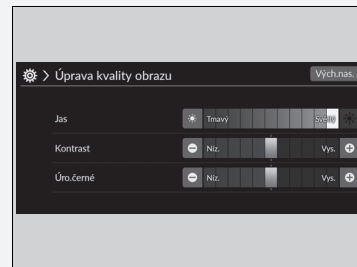 > Úprava kvality obrazu Vých.nas.
Jas Tmavý Světlý
Kontrast Níz. Vys.
Úro.černé Níz. Vys.